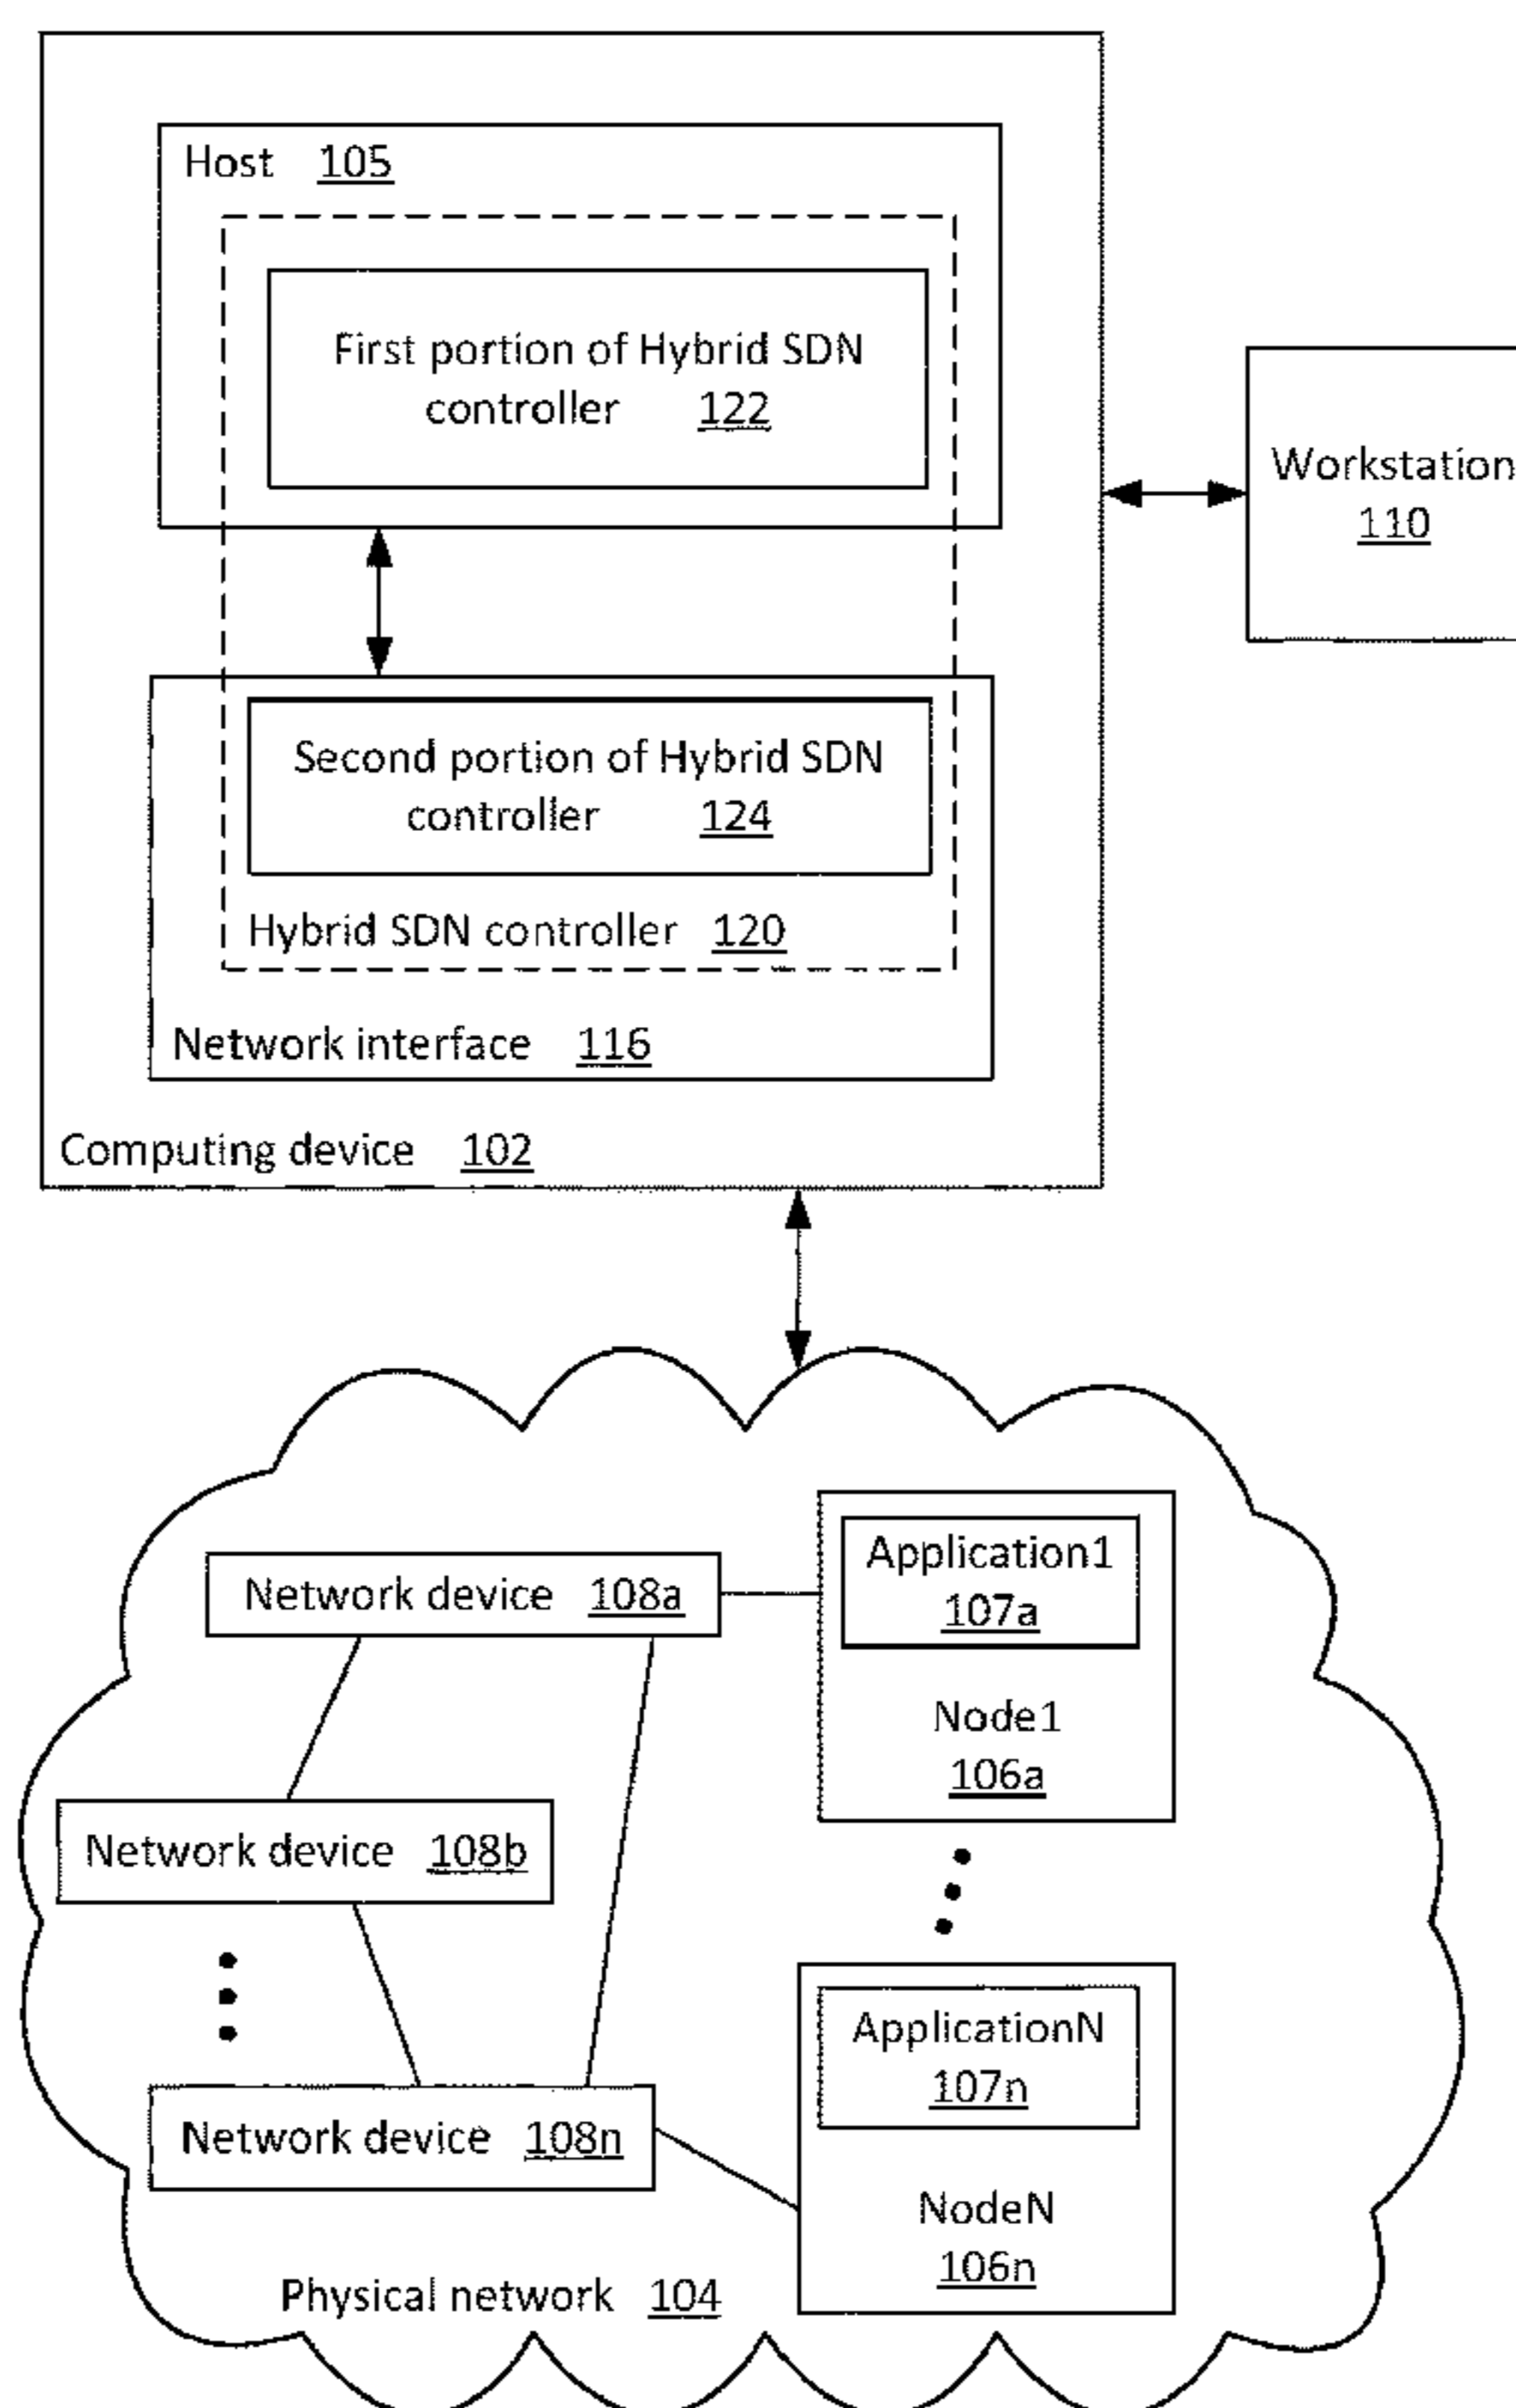 Host 105
First portion of Hybrid SDN
controller 122
Workstation
110
Second portion of Hybrid SDN
controller 124
Hybrid SDN controller 120
Network interface 116
Computing device 102
Network device 108a
Application1
107a
Node1
106a
Network device 108b
ApplicationN
107n
Network device 108n
NodeN
106n
Physical network 104